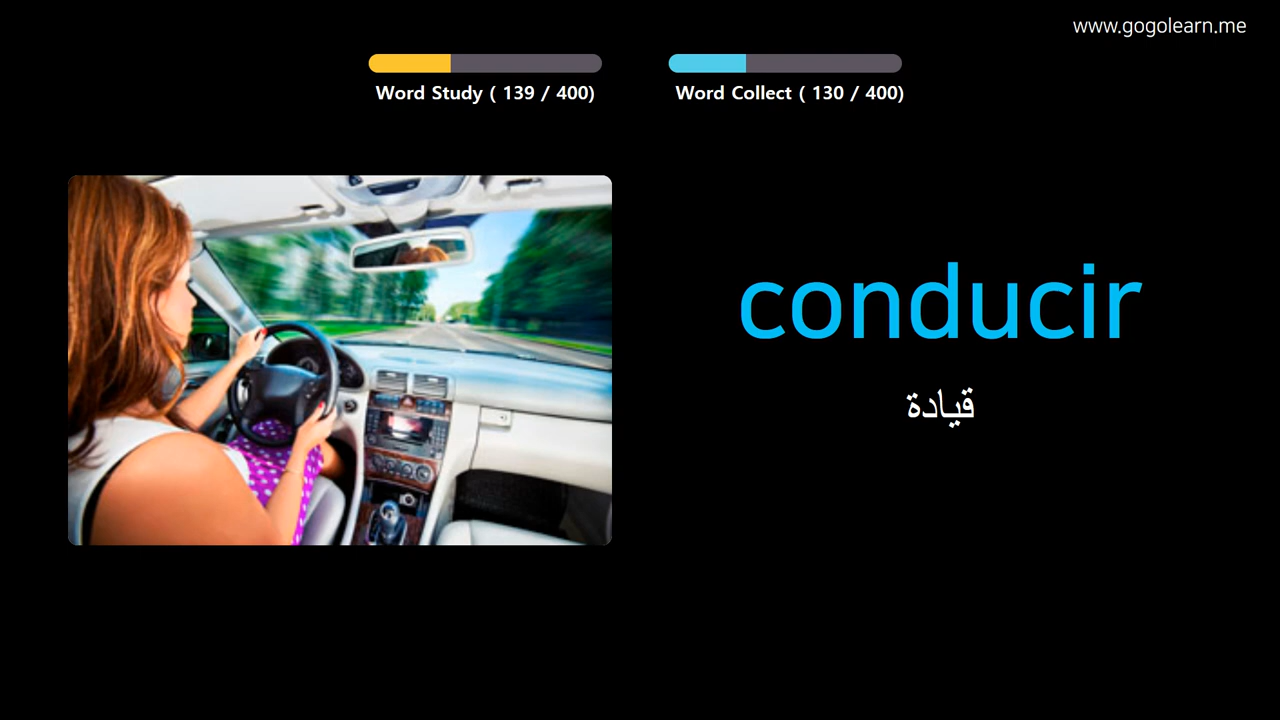 www.gogolearn.me
Word Study ( 139 / 400)
Word Collect ( 130 / 400)
conducir
قيادة